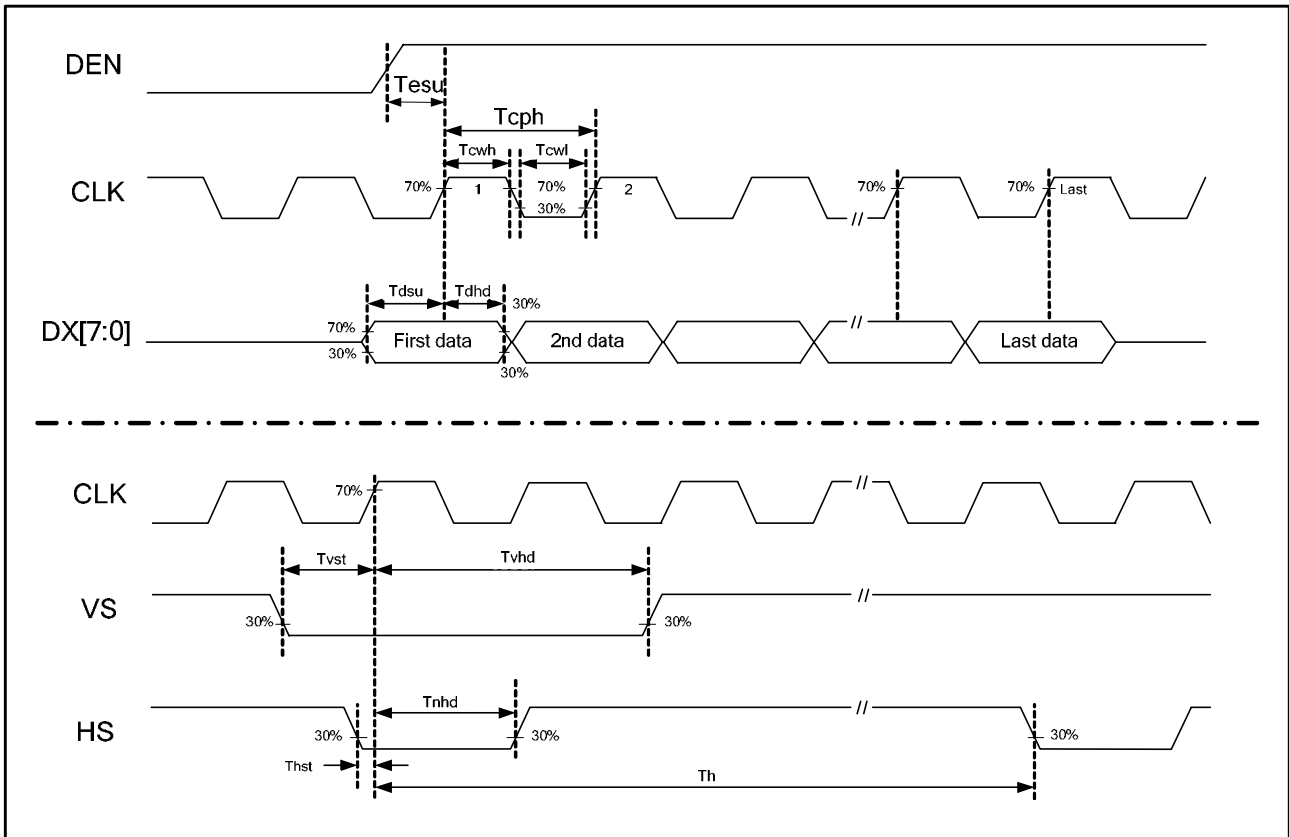 DEN
Tesu
Tcph
Tcwh Tcwl
CLK 70% 1 70% 2 70% 70% Last
30%
//
Tdsu Tdhd 30%
DX[7:0] 70% First data 2nd data // Last data
30% 30%
CLK 70% //
Tvst Tvhd
VS //
30% 30%
Tnhd
HS //
30% 30% 30%
Thst
Th